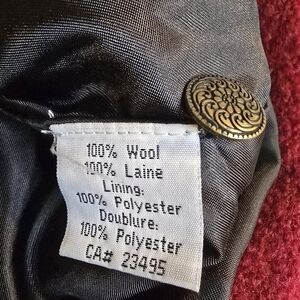 100% Wool
100% Laine
Lining:
100% Polyester
Doublure:
100% Polyester
CA# 23495